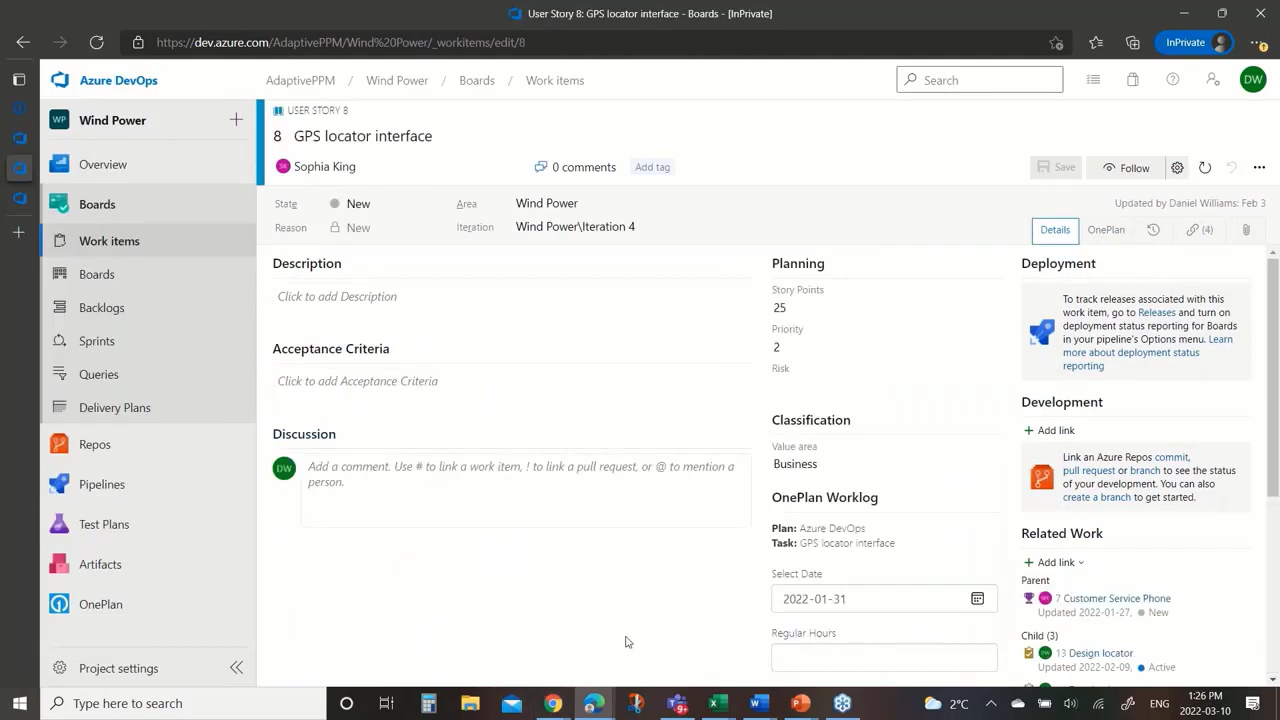 User Story 8: GPS locator interface - Boards - [InPrivate]
https://dev.azure.com/AdaptivePPM/Wind%20Power/_workitems/edit/8
InPrivate
Azure DevOps
AdaptivePPM / Wind Power / Boards / Work items
Search
DW
WP Wind Power
Overview
Boards
Work items
Boards
Backlogs
Sprints
Queries
Delivery Plans
Repos
Pipelines
Test Plans
Artifacts
OnePlan
Project settings
USER STORY 8
8 GPS locator interface
SK Sophia King
0 comments
Add tag
Save
Follow
State New
Area Wind Power
Updated by Daniel Williams: Feb 3
Reason New
Iteration Wind Power\Iteration 4
Details
OnePlan
(4)
Description
Click to add Description
Acceptance Criteria
Click to add Acceptance Criteria
Discussion
DW
Add a comment. Use # to link a work item, ! to link a pull request, or @ to mention a
person.
Planning
Story Points
25
Priority
2
Risk
Classification
Value area
Business
OnePlan Worklog
Plan: Azure DevOps
Task: GPS locator interface
Select Date
2022-01-31
Regular Hours
Deployment
To track releases associated with this
work item, go to Releases and turn on
deployment status reporting for Boards
in your pipeline's Options menu. Learn
more about deployment status
reporting
Development
+ Add link
Link an Azure Repos commit,
pull request or branch to see the status
of your development. You can also
create a branch to get started.
Related Work
+ Add link
Parent
7 Customer Service Phone
Updated 2022-01-27, New
Child (3)
DW 13 Design locator
Updated 2022-02-09, Active
Type here to search
2°C
ENG
1:26 PM
2022-03-10